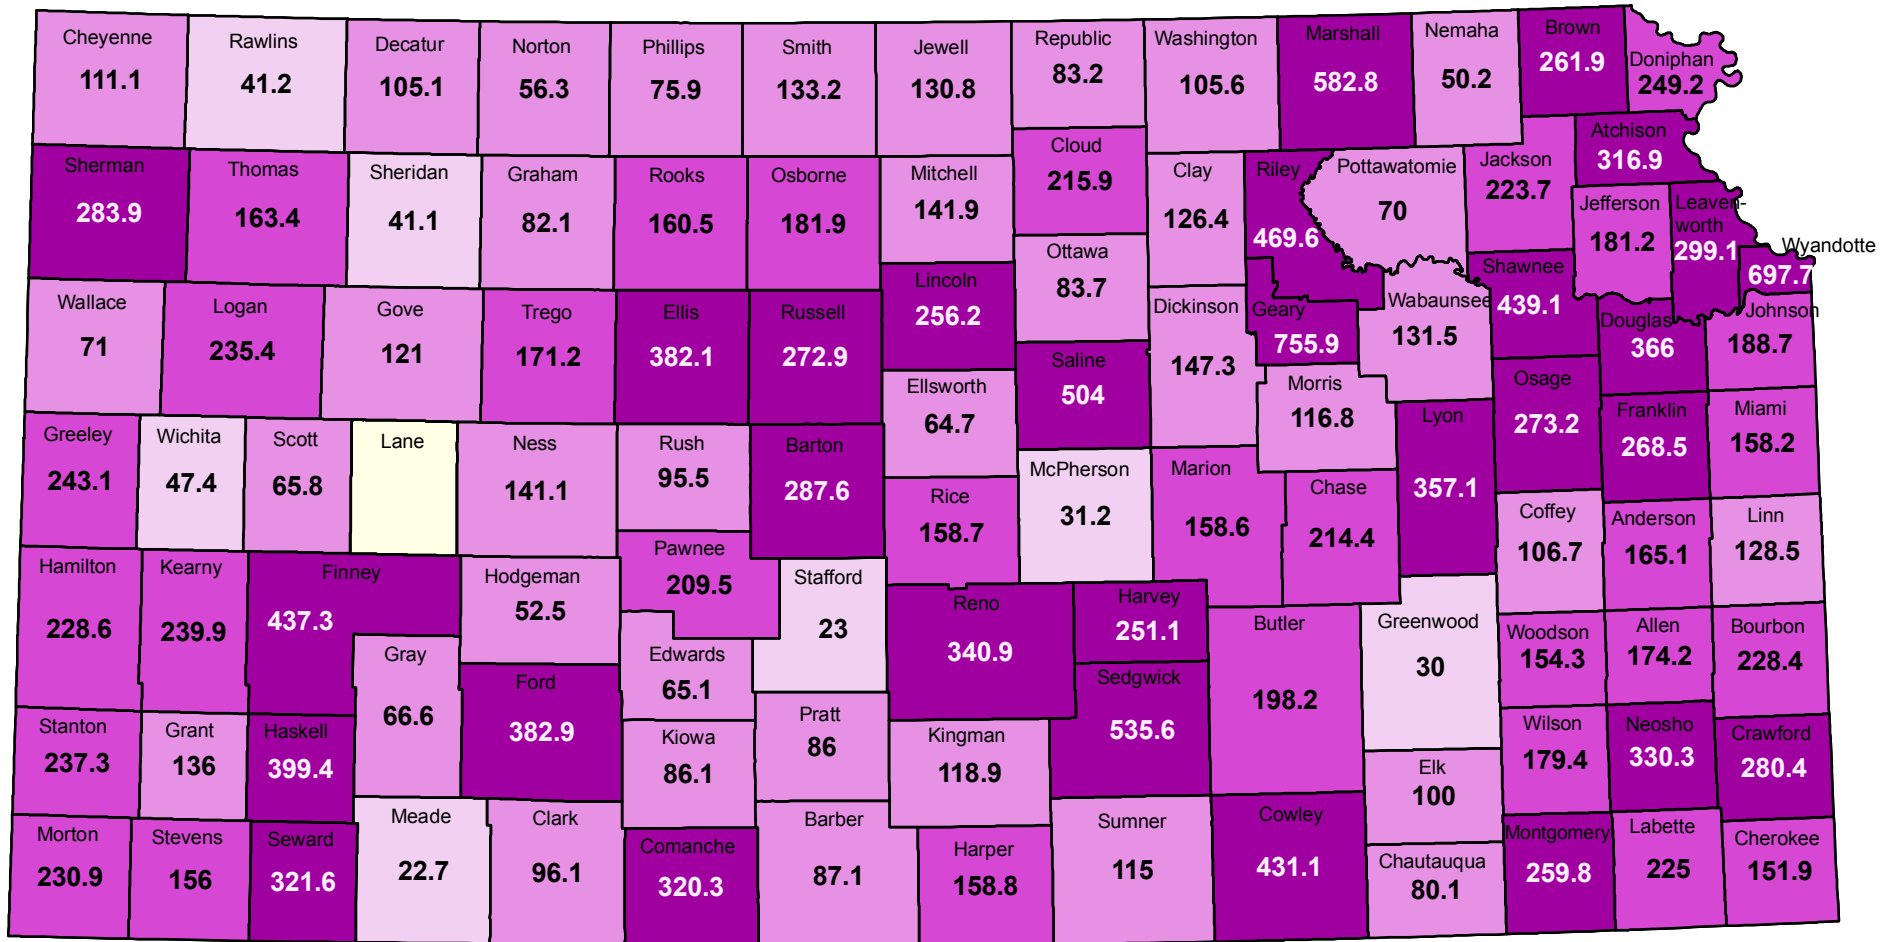 Cheyenne
111.1
Rawlins
41.2
Decatur
105.1
Norton
56.3
Phillips
75.9
Smith
133.2
Jewell
130.8
Republic
83.2
Washington
105.6
Marshall
582.8
Nemaha
50.2
Brown
261.9
Doniphan
249.2
Sherman
283.9
Thomas
163.4
Sheridan
41.1
Graham
82.1
Rooks
160.5
Osborne
181.9
Mitchell
141.9
Cloud
215.9
Clay
126.4
Riley
469.6
Pottawatomie
70
Jackson
223.7
Atchison
316.9
Jefferson
181.2
Leaven-
worth
299.1
Wyandotte
697.7
Wallace
71
Logan
235.4
Gove
121
Trego
171.2
Ellis
382.1
Russell
272.9
Lincoln
256.2
Ottawa
83.7
Saline
504
Dickinson
147.3
Geary
755.9
Wabaunsee
131.5
Shawnee
439.1
Douglas
366
Johnson
188.7
Ellsworth
64.7
Morris
116.8
Lyon
357.1
Osage
273.2
Franklin
268.5
Miami
158.2
Greeley
243.1
Wichita
47.4
Scott
65.8
Lane
Ness
141.1
Rush
95.5
Barton
287.6
Rice
158.7
McPherson
31.2
Marion
158.6
Chase
214.4
Coffey
106.7
Anderson
165.1
Linn
128.5
Hamilton
228.6
Kearny
239.9
Finney
437.3
Hodgeman
52.5
Pawnee
209.5
Stafford
23
Reno
340.9
Harvey
251.1
Butler
198.2
Greenwood
30
Woodson
154.3
Allen
174.2
Bourbon
228.4
Gray
66.6
Ford
382.9
Edwards
65.1
Sedgwick
535.6
Stanton
237.3
Grant
136
Haskell
399.4
Kiowa
86.1
Pratt
86
Kingman
118.9
Elk
100
Wilson
179.4
Neosho
330.3
Crawford
280.4
Morton
230.9
Stevens
156
Seward
321.6
Meade
22.7
Clark
96.1
Comanche
320.3
Barber
87.1
Harper
158.8
Sumner
115
Cowley
431.1
Chautauqua
80.1
Montgomery
259.8
Labette
225
Cherokee
151.9